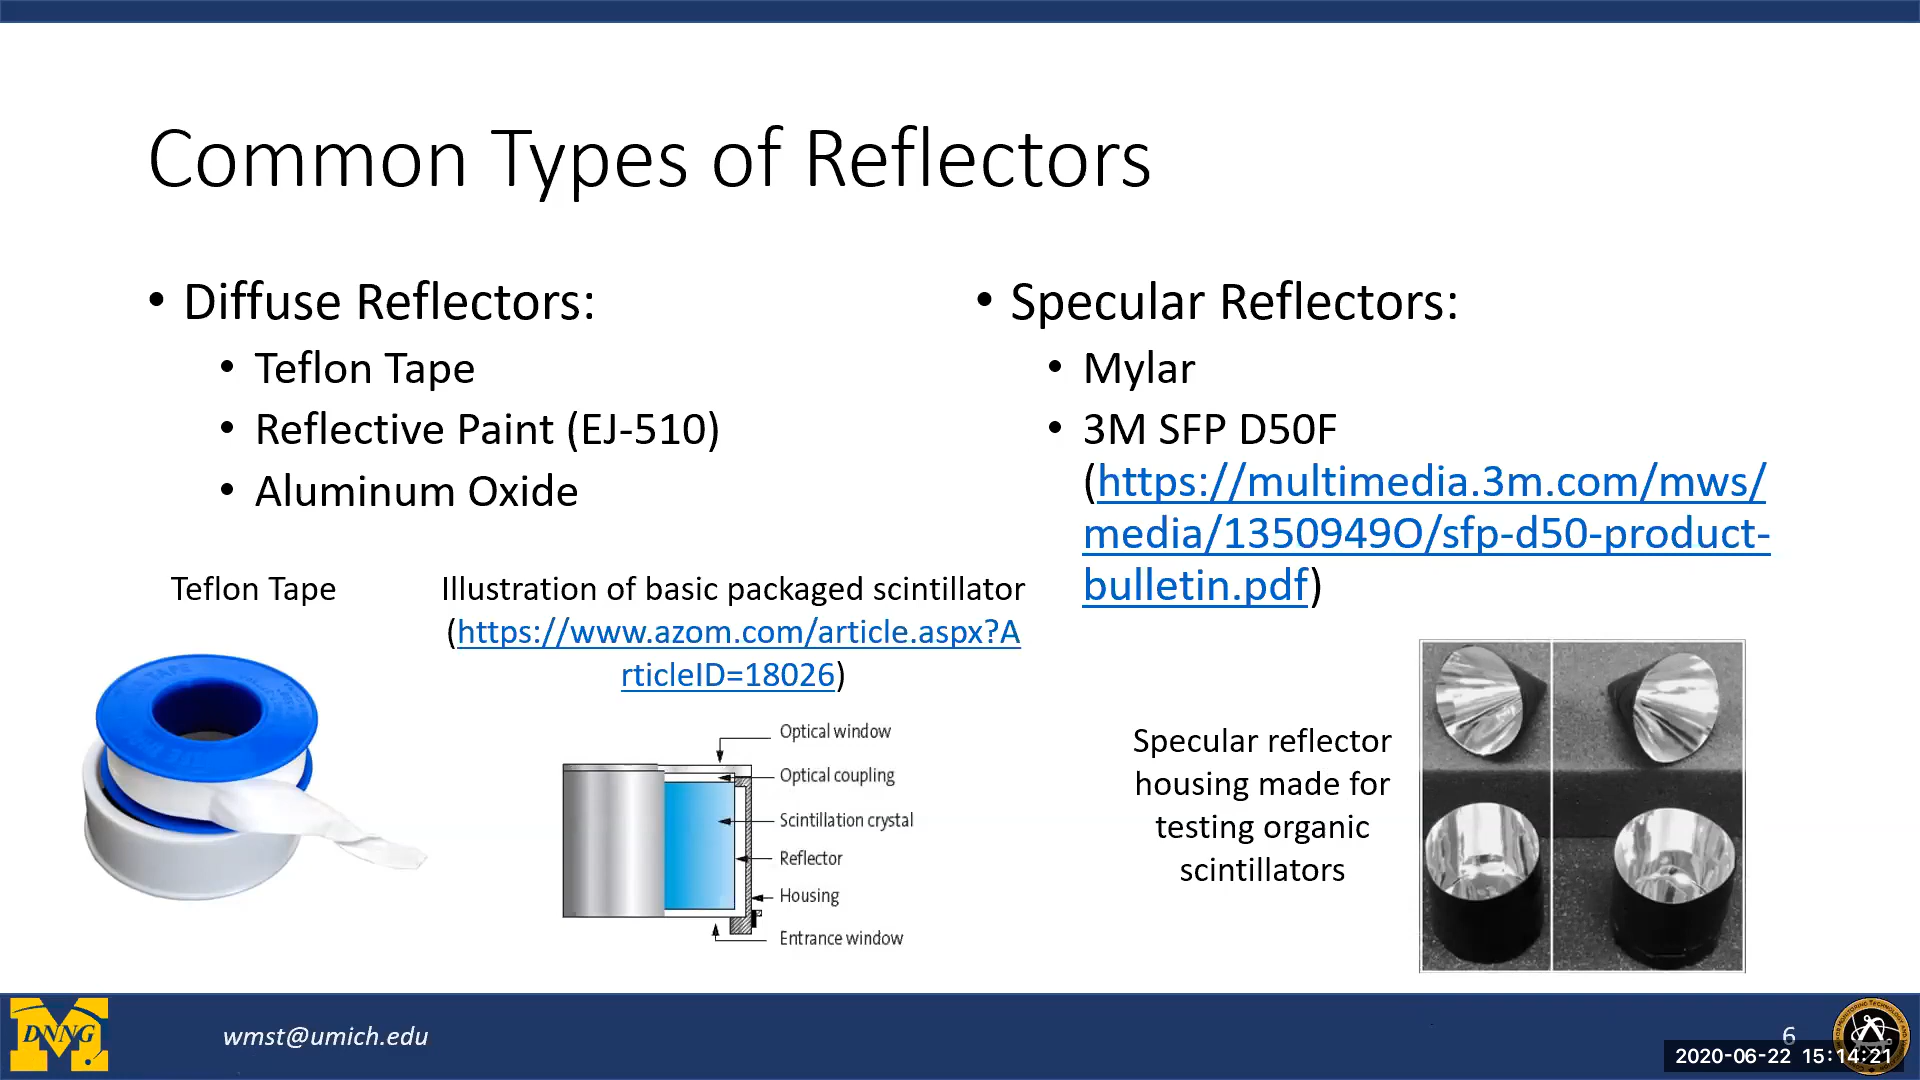 Common Types of Reflectors
• Diffuse Reflectors:
• Teflon Tape
• Reflective Paint (EJ-510)
• Aluminum Oxide
• Specular Reflectors:
• Mylar
• 3M SFP D50F
(https://multimedia.3m.com/mws/
media/1350949O/sfp-d50-product-
bulletin.pdf)
Teflon Tape
Illustration of basic packaged scintillator
(https://www.azom.com/article.aspx?A
rticleID=18026)
Optical window
Optical coupling
Scintillation crystal
Reflector
Housing
Entrance window
Specular reflector
housing made for
testing organic
scintillators
DNNG
wmst@umich.edu
6
2020-06-22 15:14:21